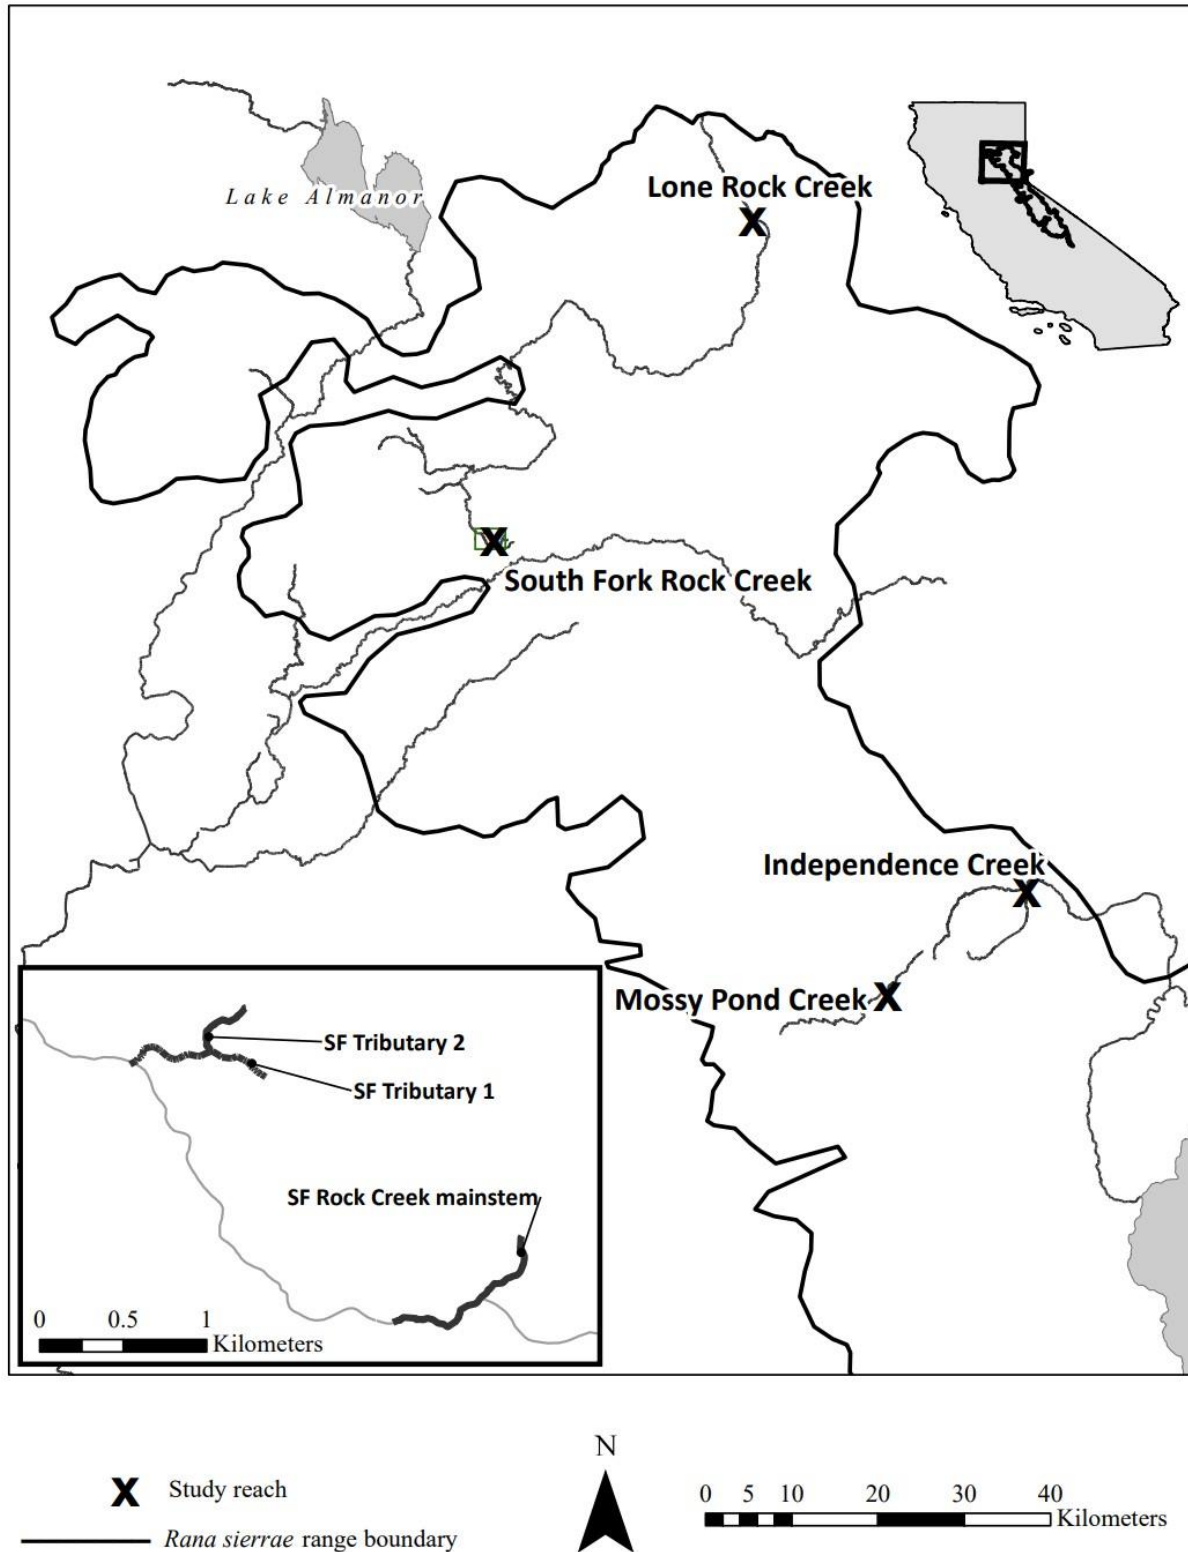 Lone Rock Creek
Lake Almanor
South Fork Rock Creek
Independence Creek
Mossy Pond Creek
SF Tributary 2
SF Tributary 1
SF Rock Creek mainstem
0 0.5 1
Kilometers
N
X Study reach
0 5 10 20 30 40
Kilometers
Rana sierrae range boundary